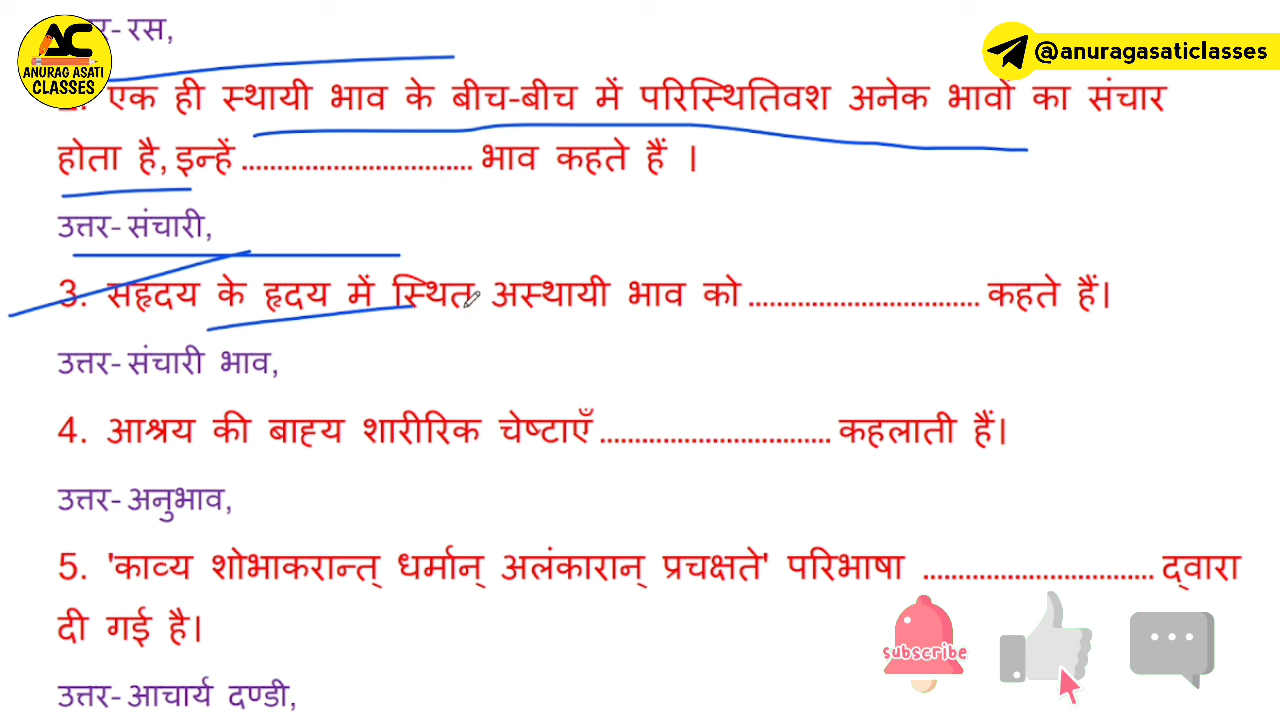 रस,
AC
ANURAG ASATI
CLASSES
@anuragasaticlasses
एक ही स्थायी भाव के बीच-बीच में परिस्थितिवश अनेक भावों का संचार
होता है, इन्हें ................................. भाव कहते हैं ।
उत्तर- संचारी,
3. सहृदय के हृदय में स्थित अस्थायी भाव को ................................. कहते हैं।
उत्तर- संचारी भाव,
4. आश्रय की बाह्य शारीरिक चेष्टाएँ ................................. कहलाती हैं।
उत्तर- अनुभाव,
5. 'काव्य शोभाकरान्त् धर्मान् अलंकारान् प्रचक्षते' परिभाषा ................................. द्वारा
दी गई है।
subscribe
उत्तर- आचार्य दण्डी,